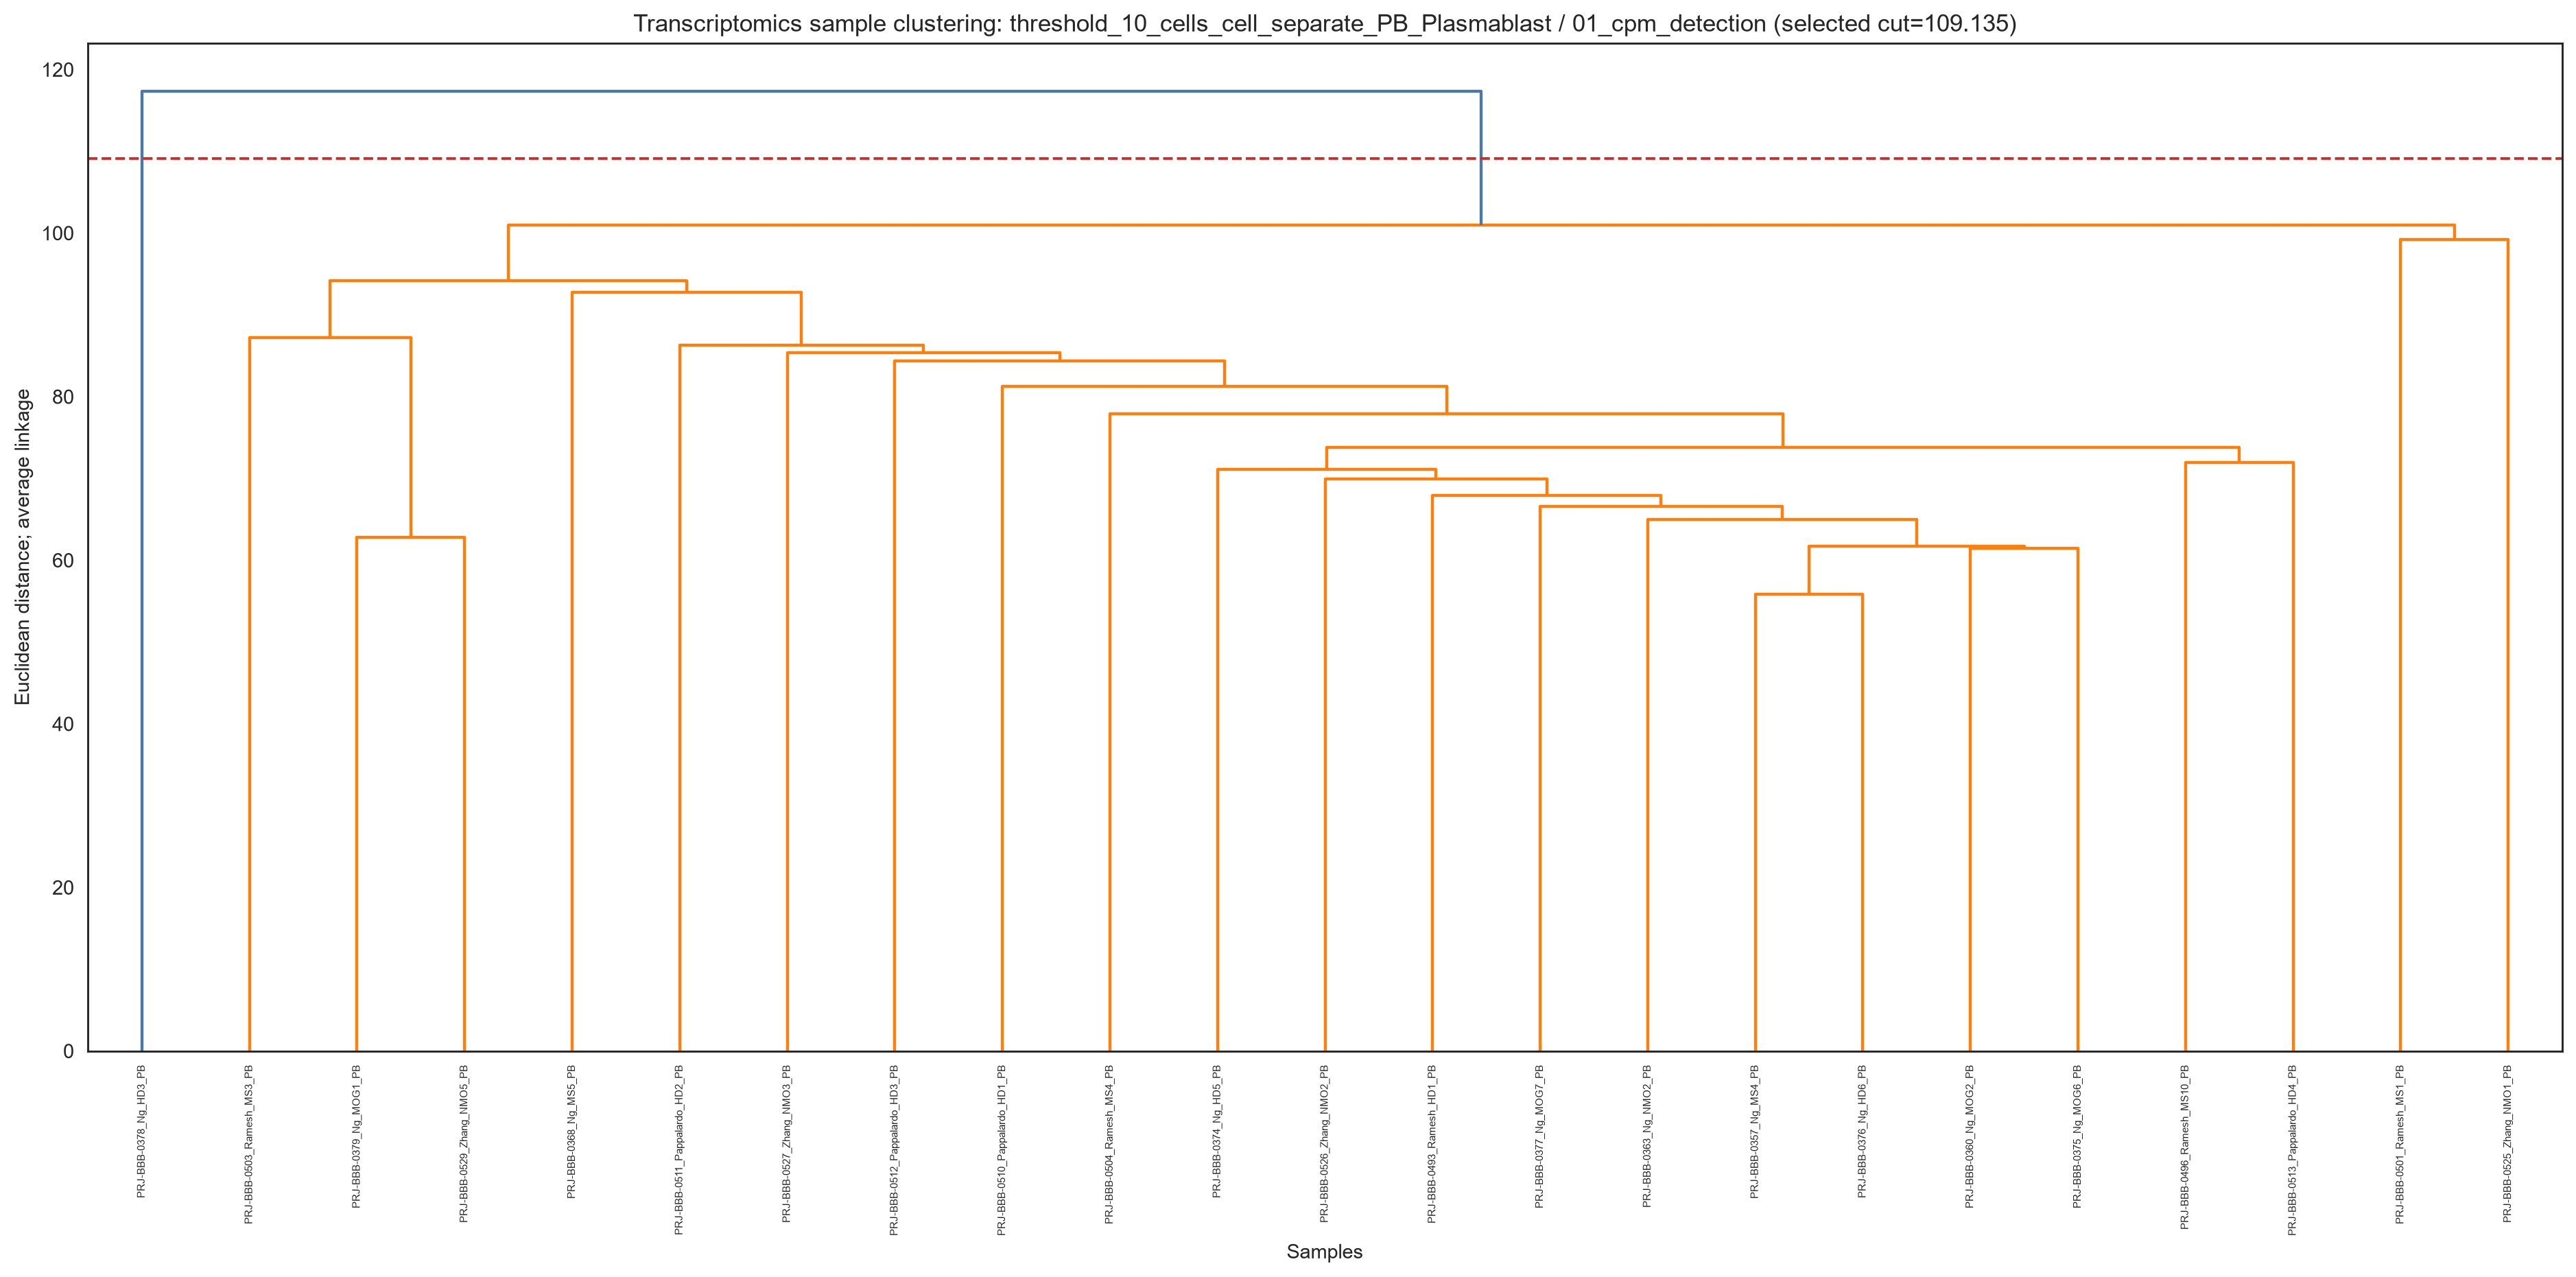 Transcriptomics sample clustering: threshold_10_cells_cell_separate_PB_Plasmablast / 01_cpm_detection (selected cut=109.135)
Euclidean distance; average linkage
120
100
80
60
40
20
0
PRJ-BBB-0378_Ng_HD3_PB
PRJ-BBB-0503_Ramesh_MS3_PB
PRJ-BBB-0379_Ng_MOG1_PB
PRJ-BBB-0529_Zhang_NMO5_PB
PRJ-BBB-0368_Ng_MS5_PB
PRJ-BBB-0511_Pappalardo_HD2_PB
PRJ-BBB-0527_Zhang_NMO3_PB
PRJ-BBB-0512_Pappalardo_HD3_PB
PRJ-BBB-0510_Pappalardo_HD1_PB
PRJ-BBB-0504_Ramesh_MS4_PB
PRJ-BBB-0374_Ng_HD5_PB
PRJ-BBB-0526_Zhang_NMO2_PB
PRJ-BBB-0493_Ramesh_HD1_PB
PRJ-BBB-0377_Ng_MOG7_PB
PRJ-BBB-0363_Ng_NMO2_PB
PRJ-BBB-0357_Ng_MS4_PB
PRJ-BBB-0376_Ng_HD6_PB
PRJ-BBB-0360_Ng_MOG2_PB
PRJ-BBB-0375_Ng_MOG6_PB
PRJ-BBB-0496_Ramesh_MS10_PB
PRJ-BBB-0513_Pappalardo_HD4_PB
PRJ-BBB-0501_Ramesh_MS1_PB
PRJ-BBB-0525_Zhang_NMO1_PB
Samples